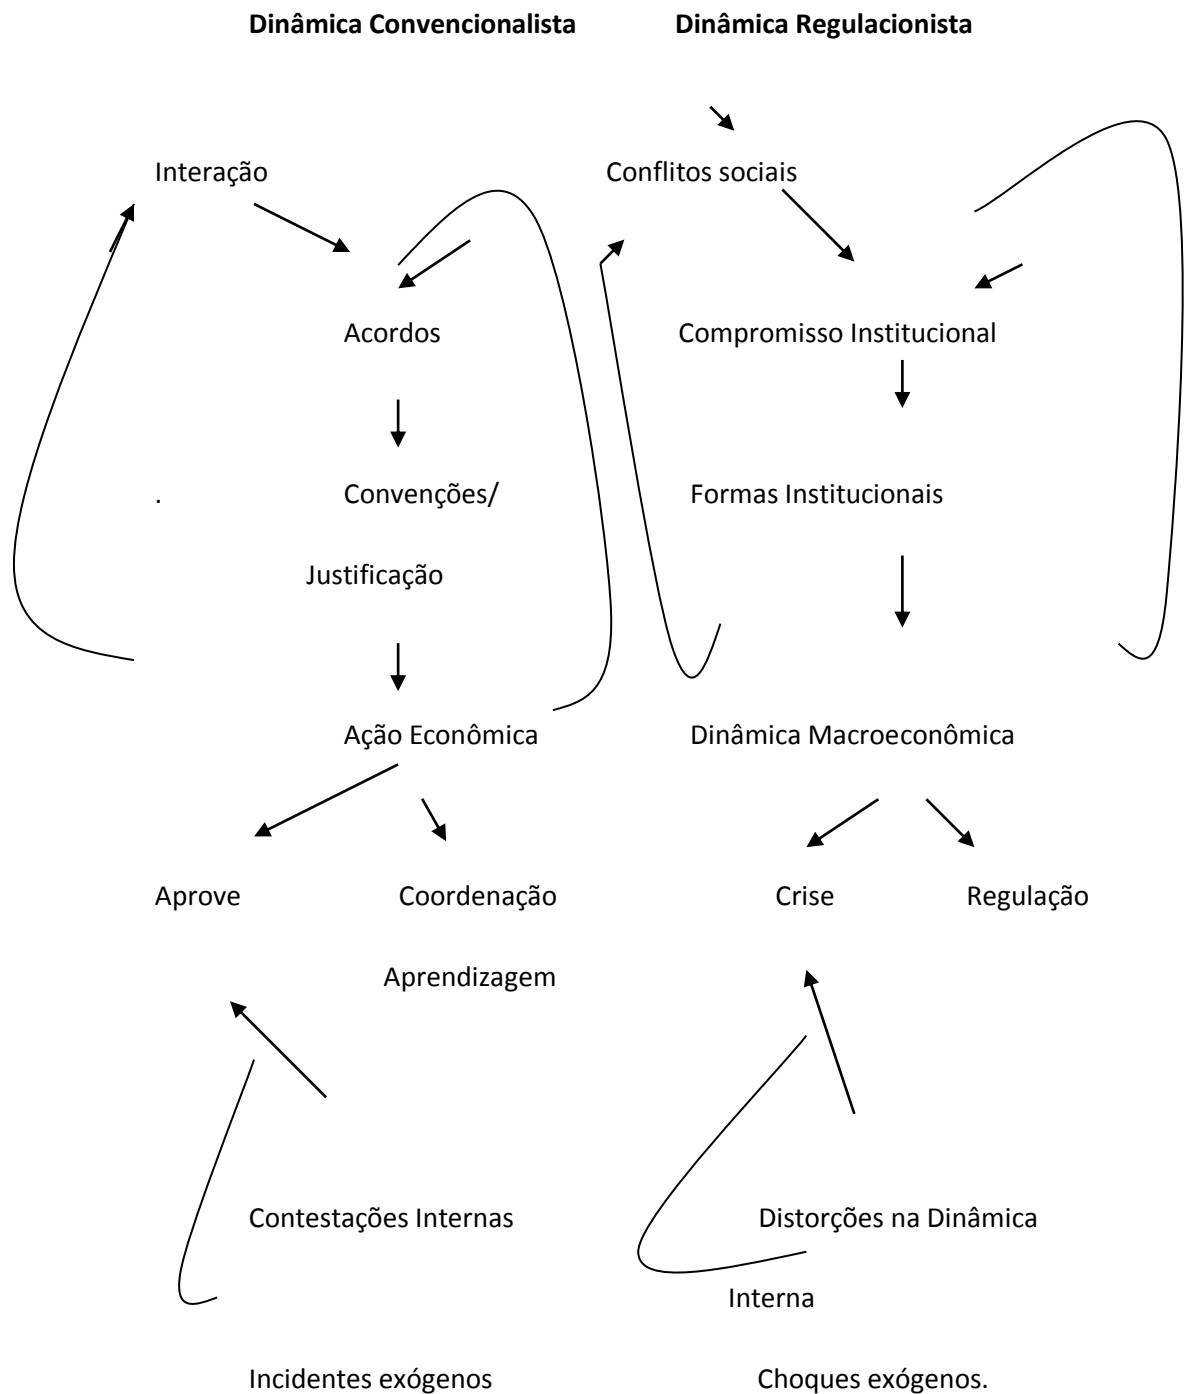 Dinâmica Convencionalista Dinâmica Regulacionista
Interação Conflitos sociais
Acordos Compromisso Institucional
. Convenções/ Formas Institucionais
Justificação
Ação Econômica Dinâmica Macroeconômica
Aprove Coordenação Crise Regulação
Aprendizagem
Contestações Internas Distorções na Dinâmica
Interna
Incidentes exógenos Choques exógenos.